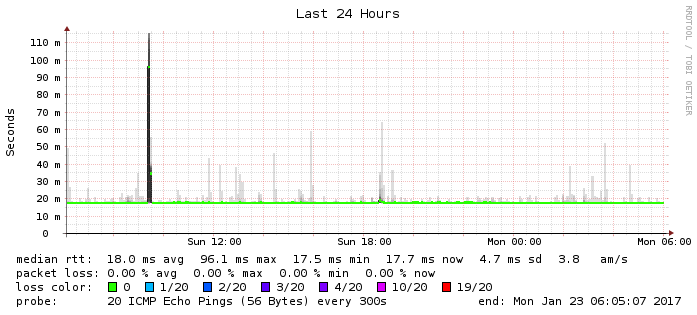 Last 24 Hours
RRDTOOL / TOBI OETIKER
Seconds
110 m
100 m
90 m
80 m
70 m
60 m
50 m
40 m
30 m
20 m
10 m
0
Sun 12:00 Sun 18:00 Mon 00:00 Mon 06:00
median rtt: 18.0 ms avg 96.1 ms max 17.5 ms min 17.7 ms now 4.7 ms sd 3.8 am/s
packet loss: 0.00 % avg 0.00 % max 0.00 % min 0.00 % now
loss color: 0 1/20 2/20 3/20 4/20 10/20 19/20
probe: 20 ICMP Echo Pings (56 Bytes) every 300s end: Mon Jan 23 06:05:07 2017